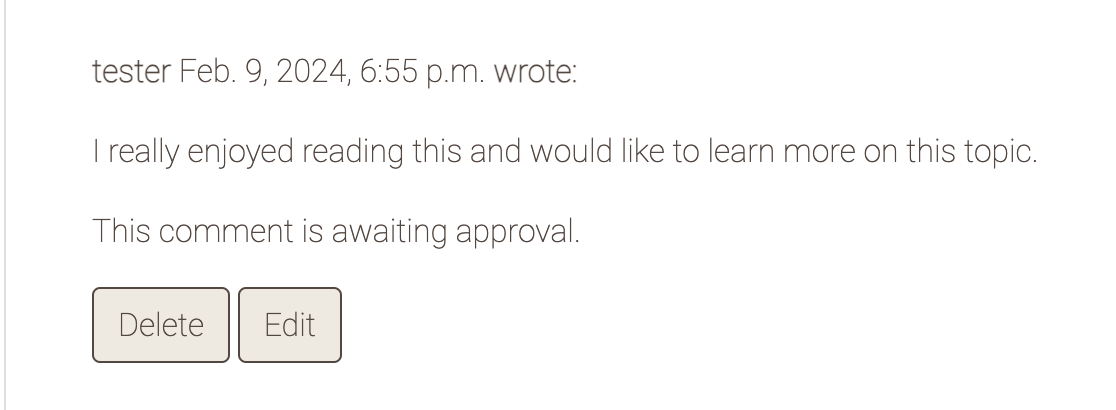 tester Feb. 9, 2024, 6:55 p.m. wrote:
I really enjoyed reading this and would like to learn more on this topic.
This comment is awaiting approval.
Delete Edit